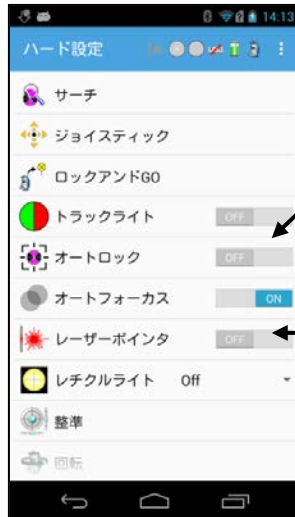 14:13
ハード設定
サーチ
ジョイスティック
ロックアンドGO
トラックライト OFF
オートロック OFF
オートフォーカス ON
レーザーポインタ OFF
レチクルライト Off
整準
回転